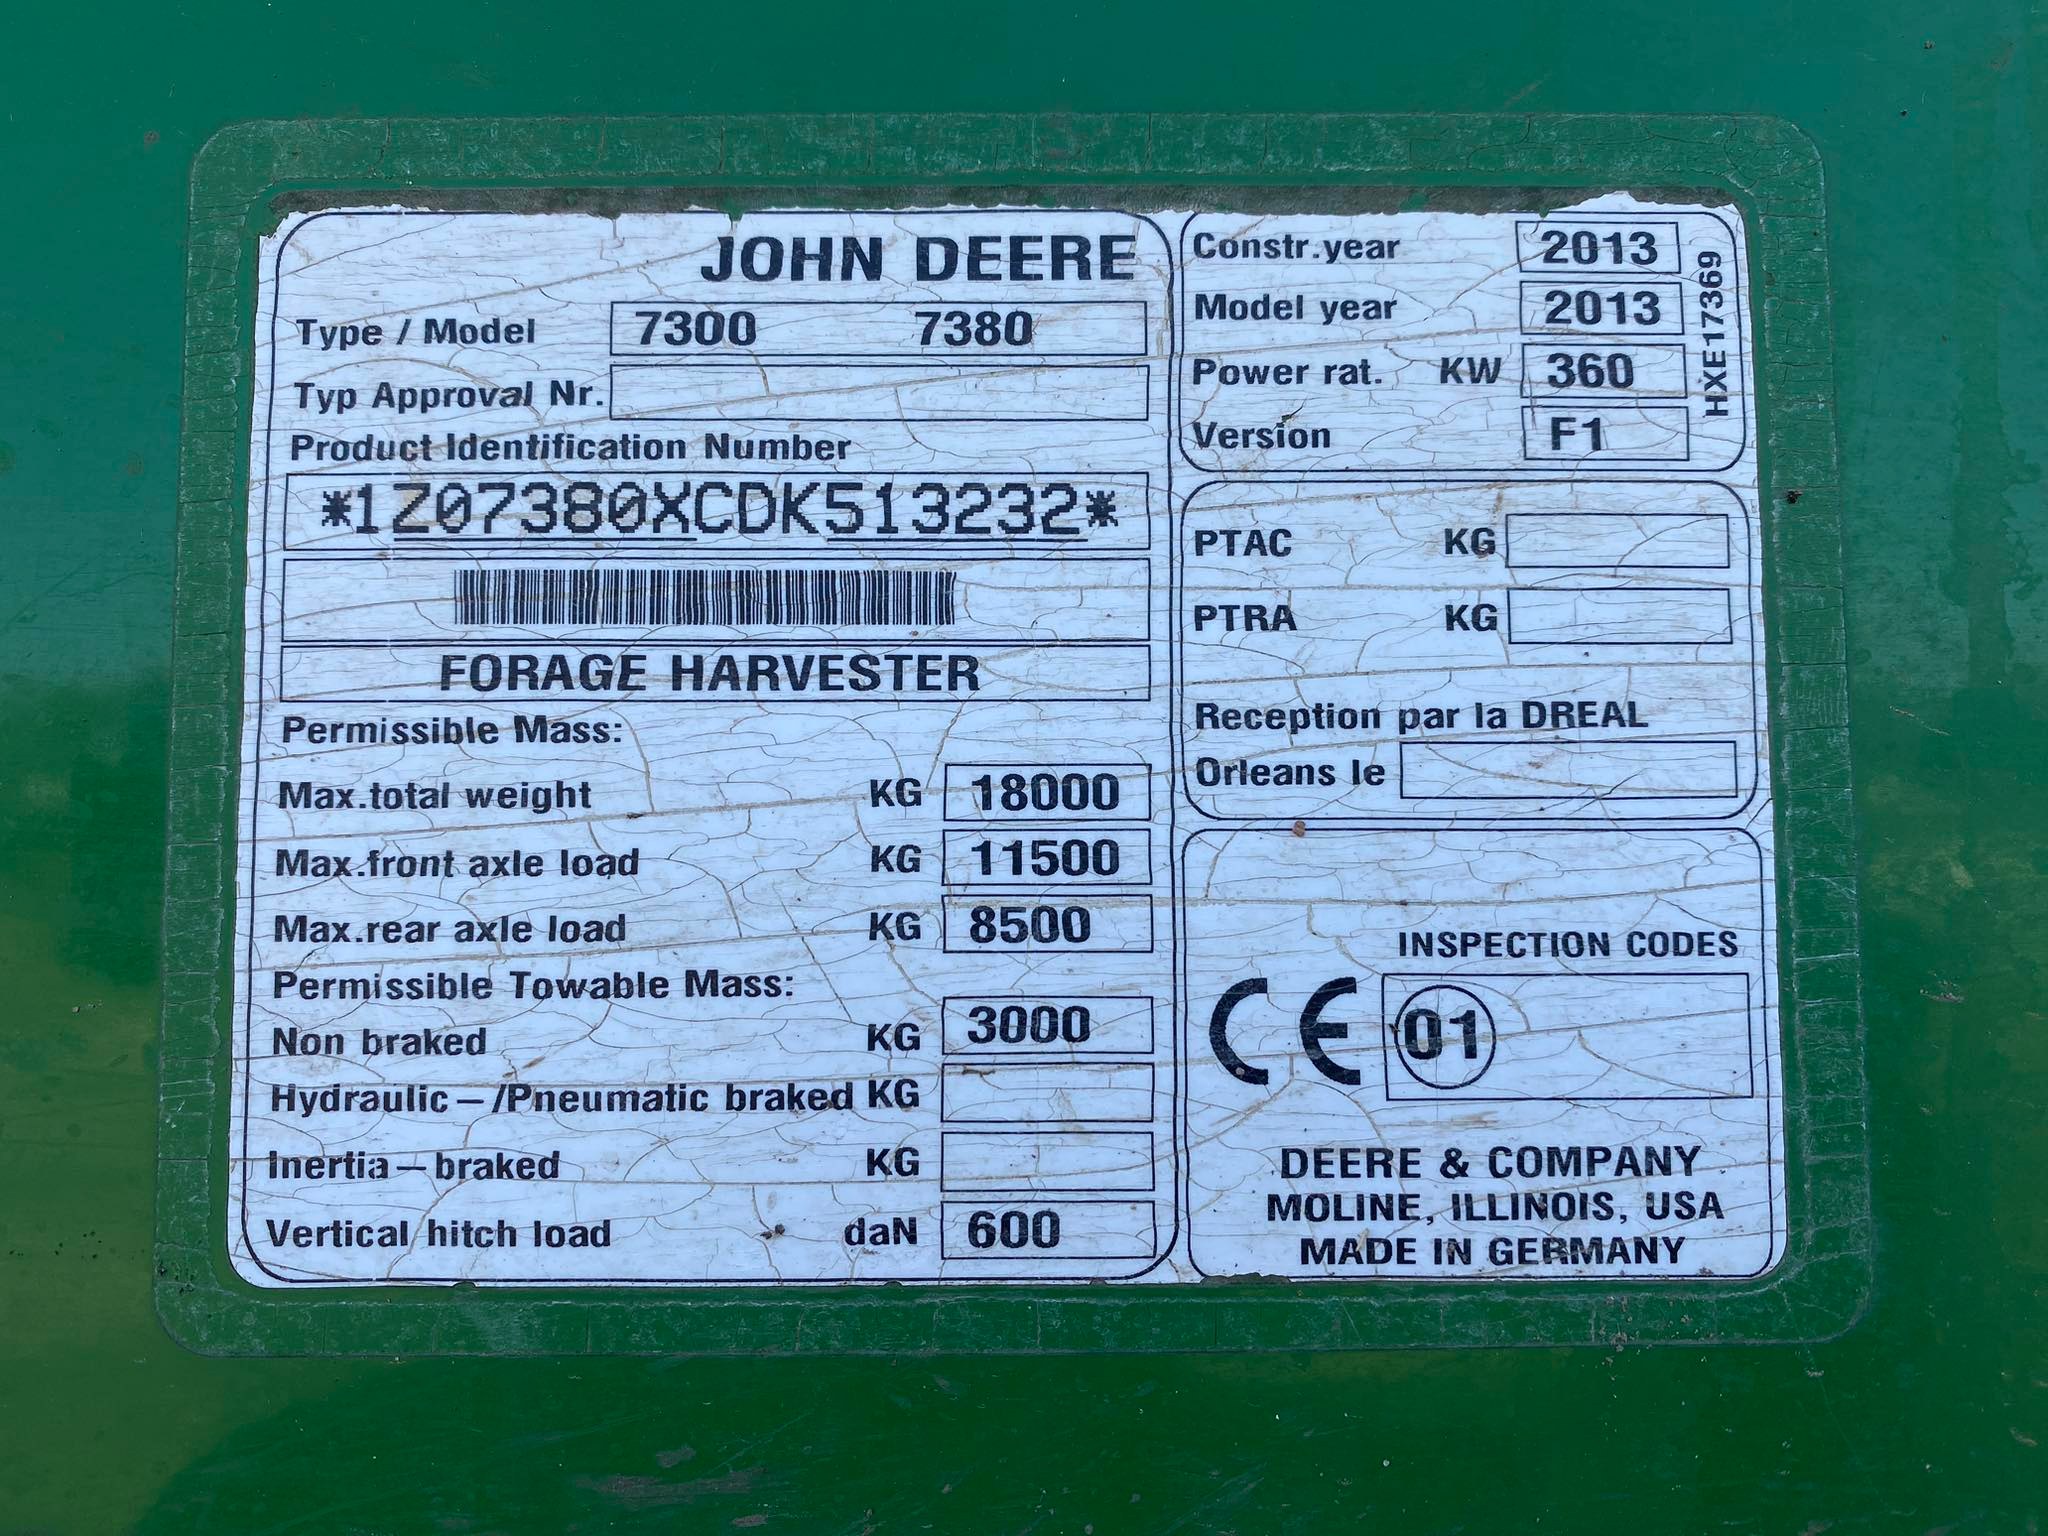 JOHN DEERE
Type / Model 7300 7380
Typ Approval Nr.
Product Identification Number
*1Z07380XCDK513232*
FORAGE HARVESTER
Permissible Mass:
Max.total weight KG 18000
Max.front axle load KG 11500
Max.rear axle load KG 8500
Permissible Towable Mass:
Non braked KG 3000
Hydraulic-/Pneumatic braked KG
Inertia-braked KG
Vertical hitch load daN 600
Constr.year 2013
Model year 2013
Power rat. KW 360
Version F1
HXE17369
PTAC KG
PTRA KG
Reception par la DREAL
Orleans le
INSPECTION CODES
CE 01
DEERE & COMPANY
MOLINE, ILLINOIS, USA
MADE IN GERMANY